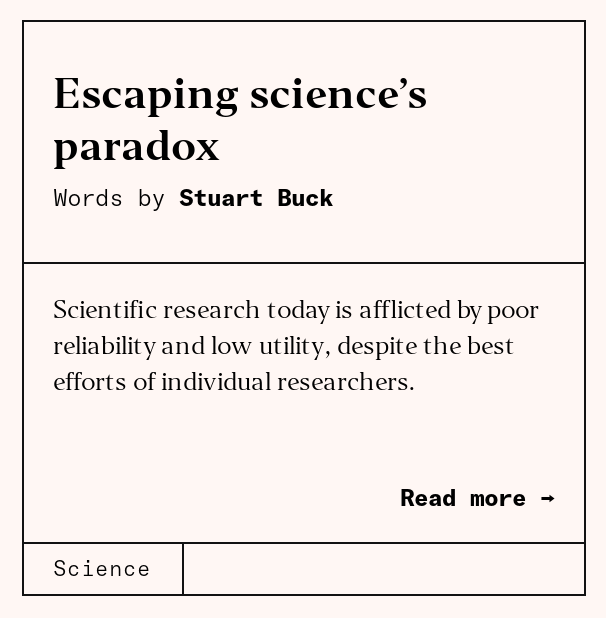 Escaping science’s
paradox
Words by Stuart Buck
Scientific research today is afflicted by poor
reliability and low utility, despite the best
efforts of individual researchers.
Read more →
Science